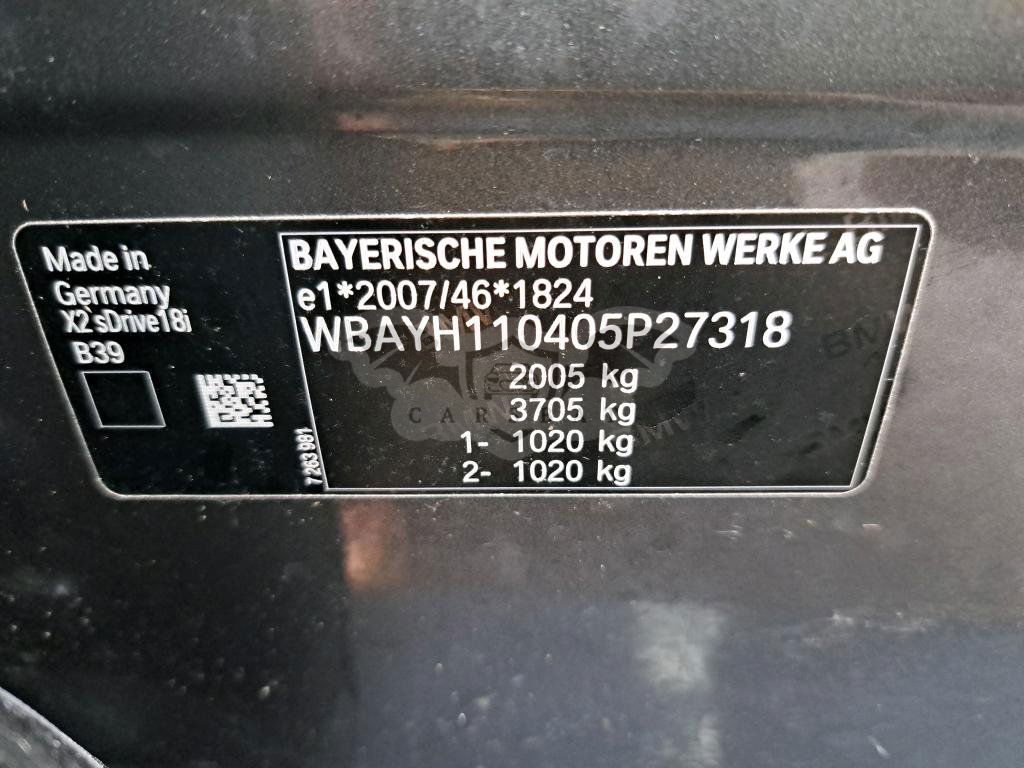 Made in
Germany
X2 sDrive18i
B39
7 263 981
BAYERISCHE MOTOREN WERKE AG
e1*2007/46*1824
WBAYH110405P27318
2005 kg
3705 kg
1- 1020 kg
2- 1020 kg
BMW